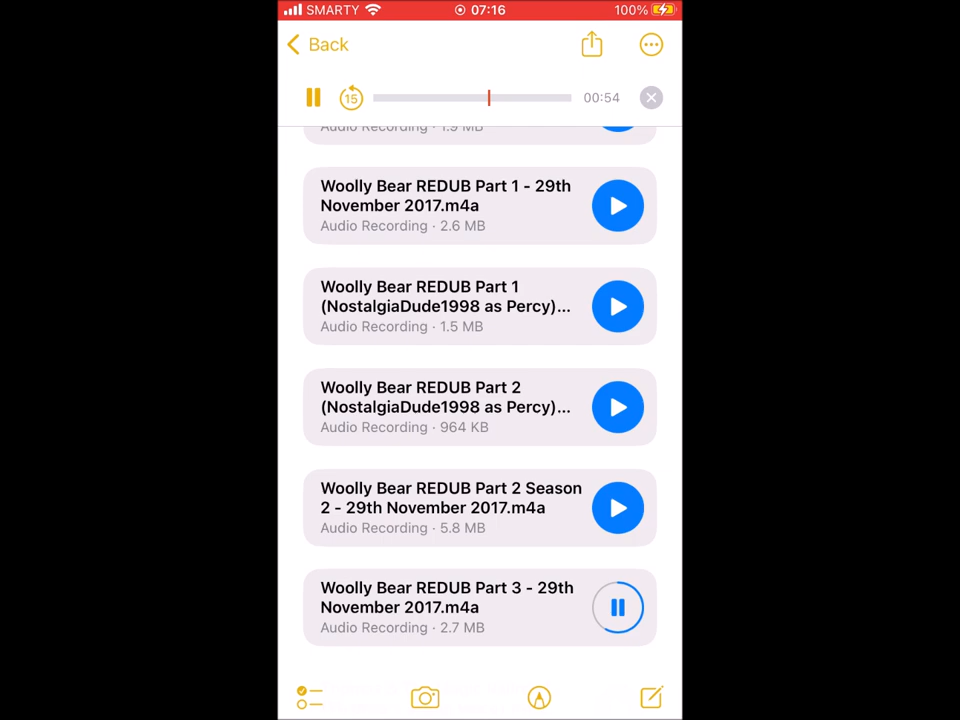 SMARTY 07:16 100%
Back
15 00:54
Audio Recording · 1.9 MB
Woolly Bear REDUB Part 1 - 29th
November 2017.m4a
Audio Recording · 2.6 MB
Woolly Bear REDUB Part 1
(NostalgiaDude1998 as Percy)...
Audio Recording · 1.5 MB
Woolly Bear REDUB Part 2
(NostalgiaDude1998 as Percy)...
Audio Recording · 964 KB
Woolly Bear REDUB Part 2 Season
2 - 29th November 2017.m4a
Audio Recording · 5.8 MB
Woolly Bear REDUB Part 3 - 29th
November 2017.m4a
Audio Recording · 2.7 MB